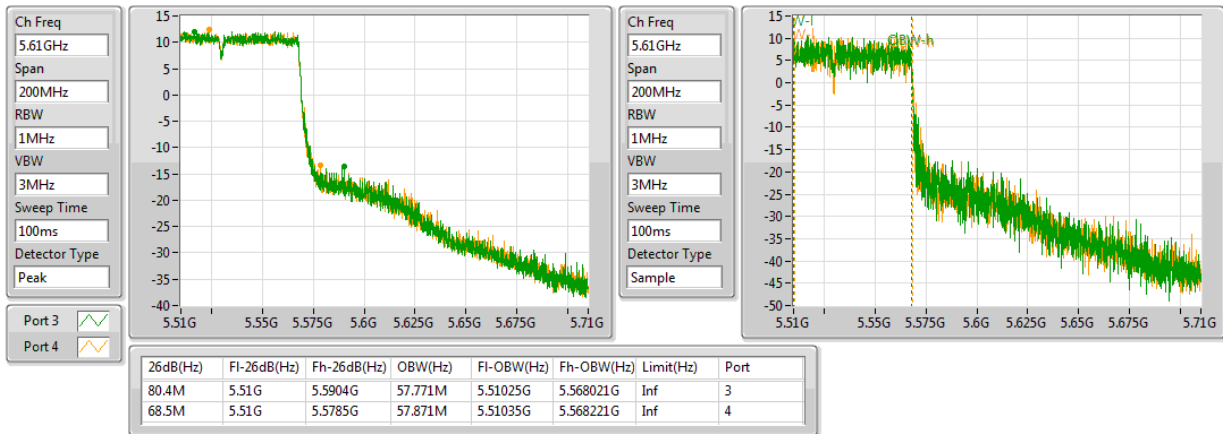 Ch Freq
5.61GHz
Span
200MHz
RBW
1MHz
VBW
3MHz
Sweep Time
100ms
Detector Type
Peak
15
10
5
0
-5
-10
-15
-20
-25
-30
-35
-40
5.51G 5.55G 5.575G 5.6G 5.625G 5.675G 5.71G
Ch Freq
5.61GHz
Span
200MHz
RBW
1MHz
VBW
3MHz
Sweep Time
100ms
Detector Type
Sample
15
10
5
0
-5
-10
-15
-20
-25
-30
-35
-40
-45
-50
OBW-h
5.51G 5.55G 5.575G 5.6G 5.625G 5.675G 5.71G
Port 3
Port 4
26dB(Hz) Fl-26dB(Hz) Fh-26dB(Hz) OBW(Hz) Fl-OBW(Hz) Fh-OBW(Hz) Limit(Hz) Port
80.4M 5.51G 5.5904G 57.771M 5.51025G 5.568021G Inf 3
68.5M 5.51G 5.5785G 57.871M 5.51035G 5.568221G Inf 4